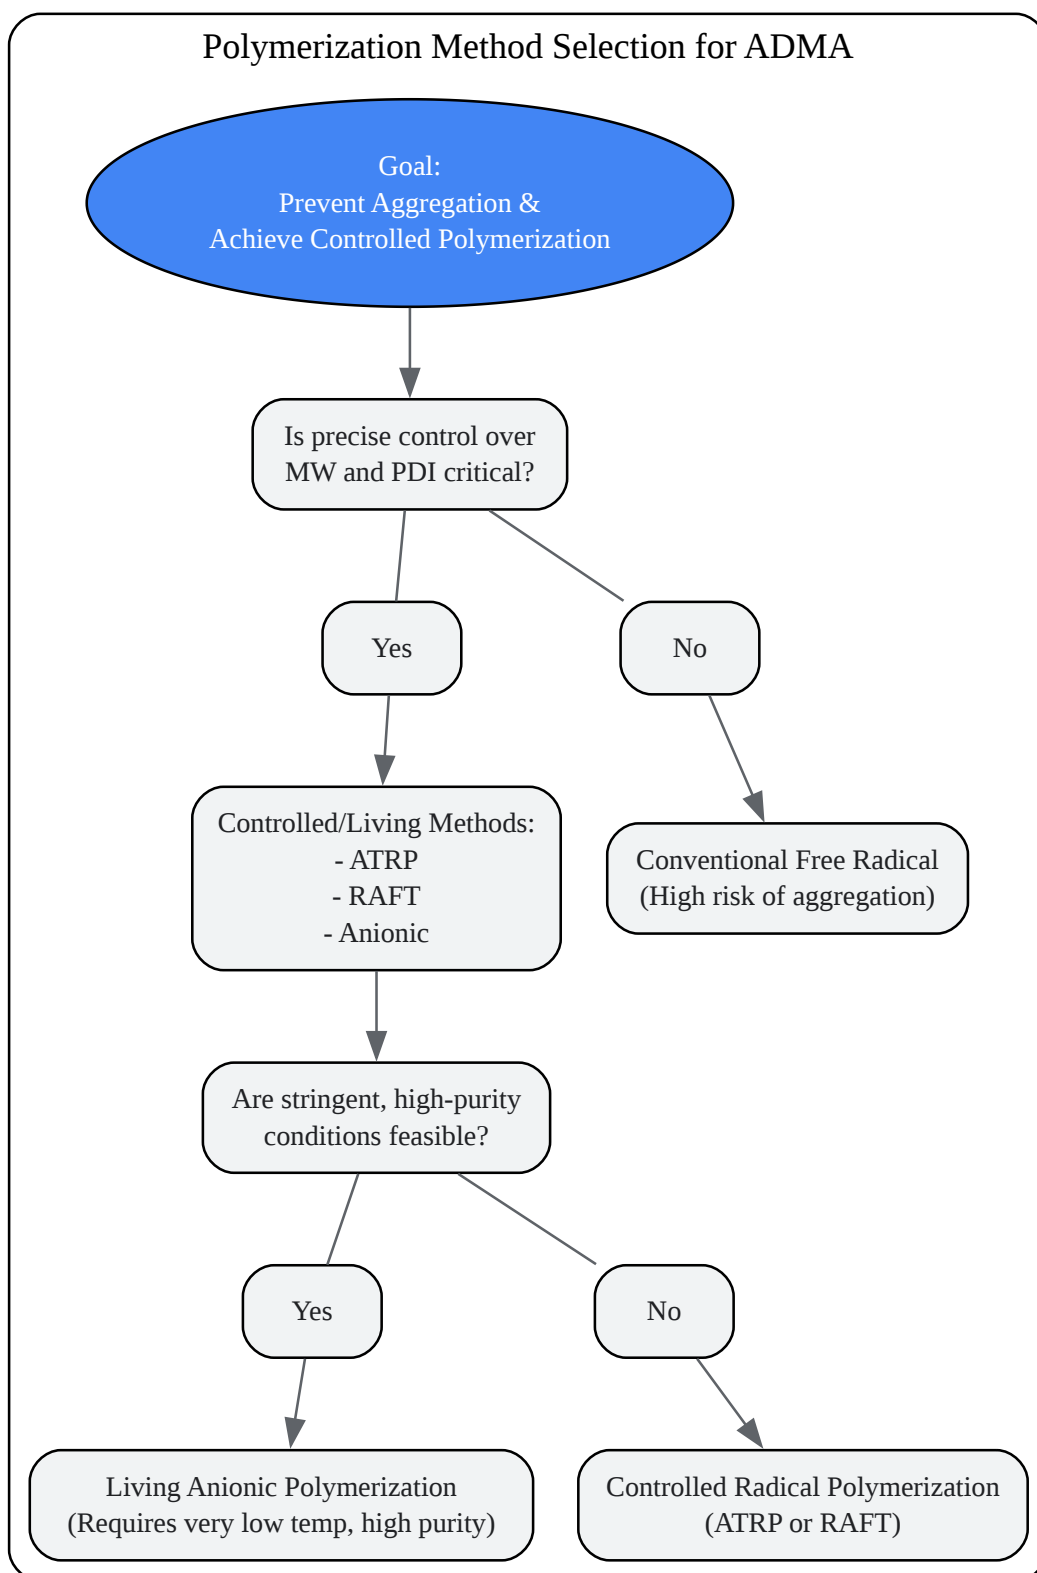 Polymerization Method Selection for ADMA
Goal:
Prevent Aggregation &
Achieve Controlled Polymerization
Is precise control over
MW and PDI critical?
Yes
No
Controlled/Living Methods:
- ATRP
- RAFT
- Anionic
Conventional Free Radical
(High risk of aggregation)
Are stringent, high-purity
conditions feasible?
Yes
No
Living Anionic Polymerization
(Requires very low temp, high purity)
Controlled Radical Polymerization
(ATRP or RAFT)